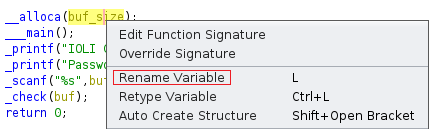 __alloca(buf_size);
___main();
_printf("IOLI
_printf("Passwo
_scanf("%s",buf
_check(buf);
return 0;
Edit Function Signature
Override Signature
Rename Variable L
Retype Variable Ctrl+L
Auto Create Structure Shift+Open Bracket